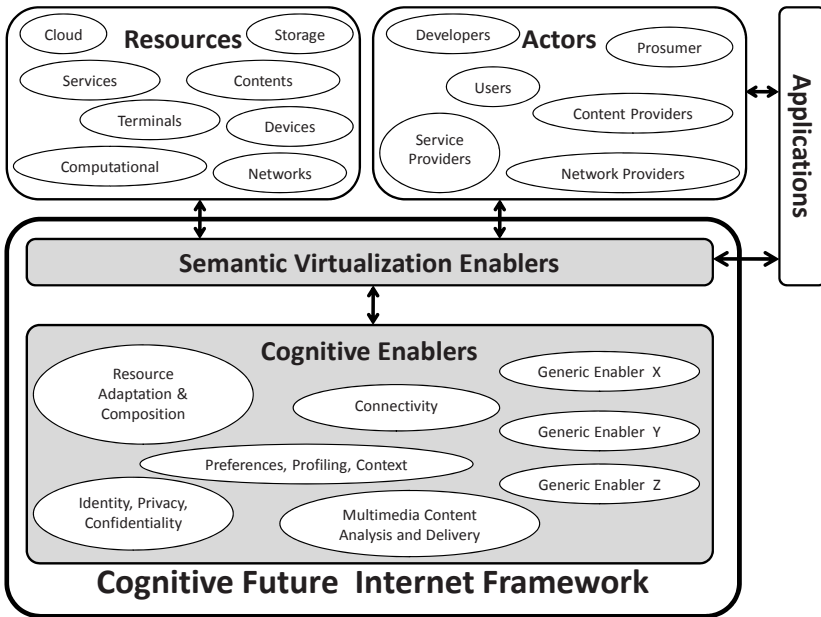 Resources
Cloud
Storage
Services
Contents
Terminals
Devices
Computational
Networks
Actors
Developers
Prosumer
Users
Content Providers
Service
Providers
Network Providers
Applications
Semantic Virtualization Enablers
Cognitive Enablers
Resource
Adaptation &
Composition
Connectivity
Generic Enabler X
Generic Enabler Y
Preferences, Profiling, Context
Generic Enabler Z
Identity, Privacy,
Confidentiality
Multimedia Content
Analysis and Delivery
Cognitive Future Internet Framework